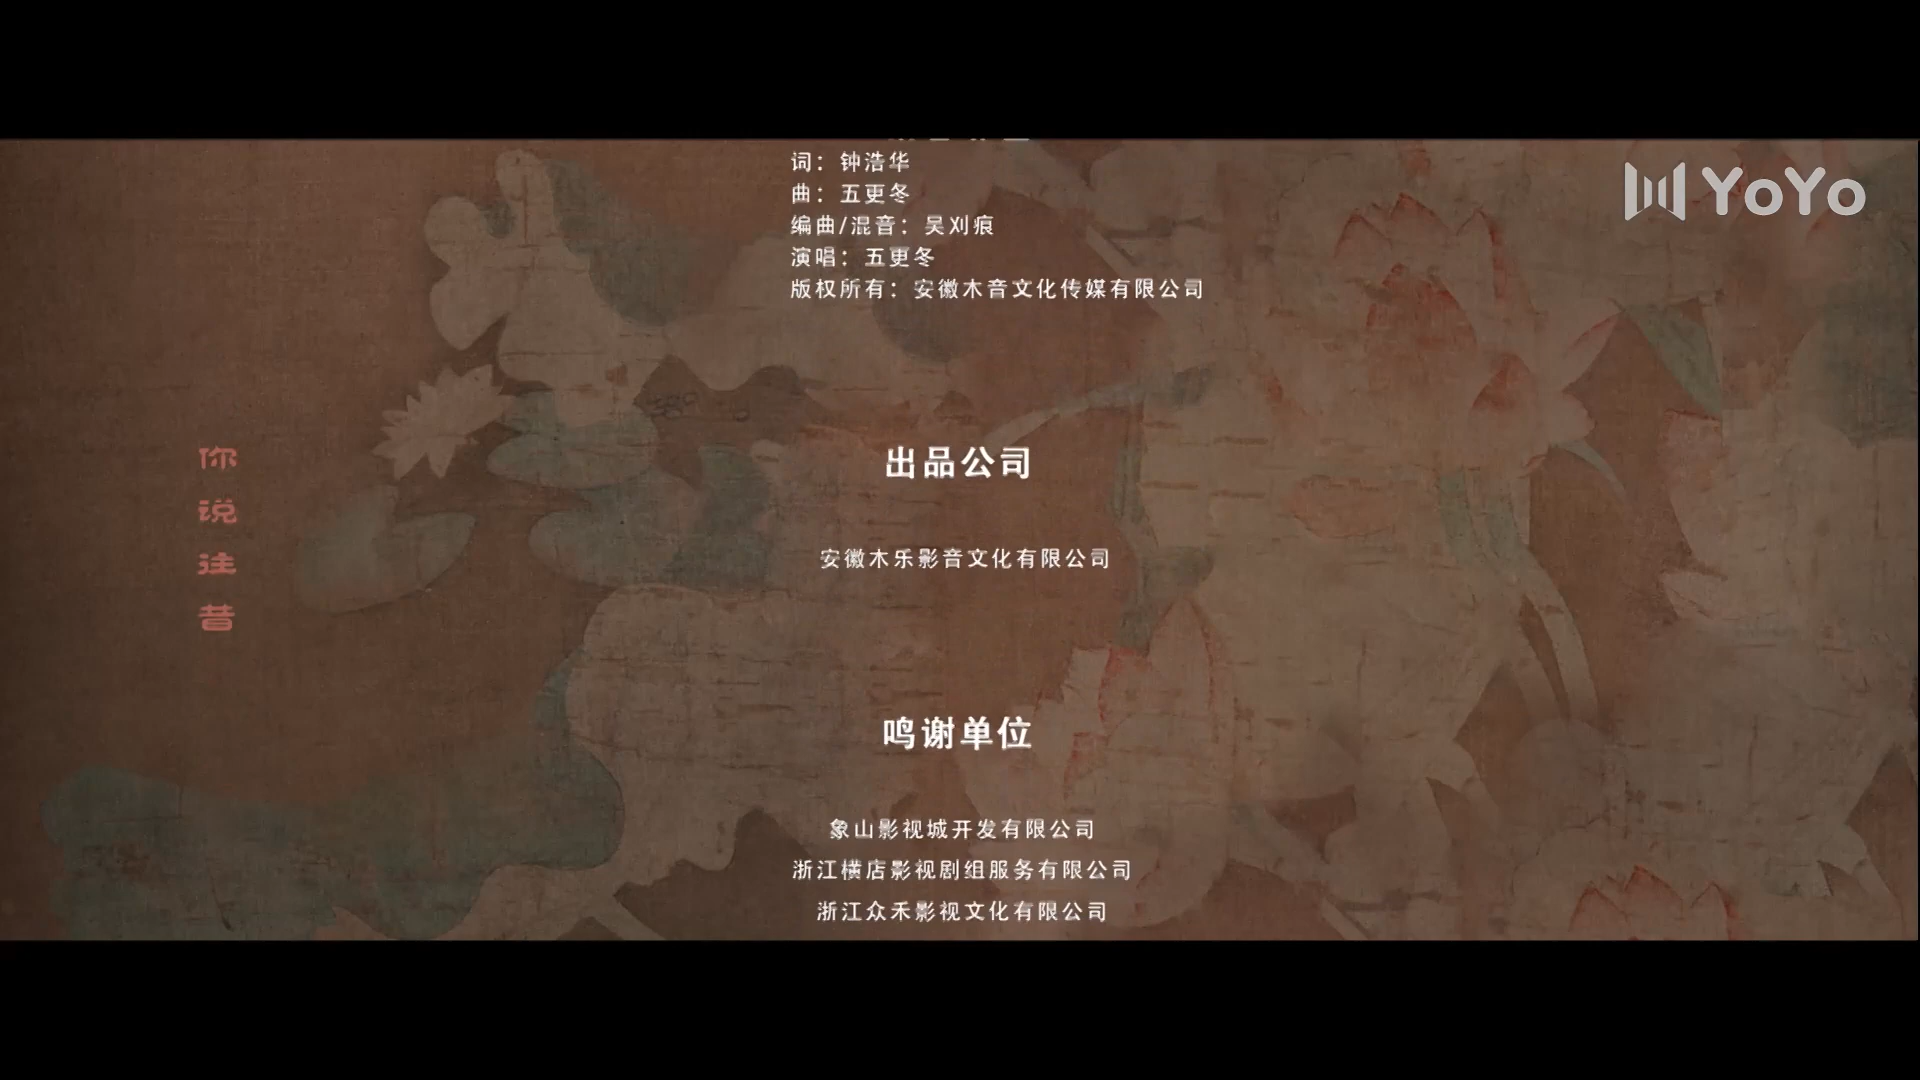 词：钟浩华
曲：五更冬
编曲/混音：吴刈痕
演唱：五更冬
版权所有：安徽木音文化传媒有限公司
YoYo
出品公司
安徽木乐影音文化有限公司
你说往昔
鸣谢单位
象山影视城开发有限公司
浙江横店影视剧组服务有限公司
浙江众禾影视文化有限公司